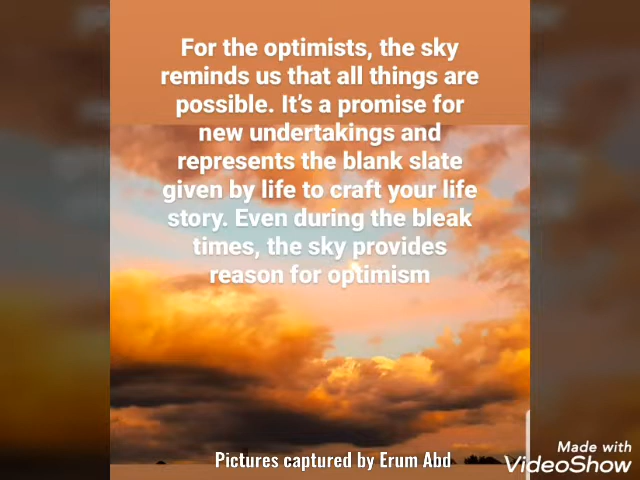 For the optimists, the sky
reminds us that all things are
possible. It’s a promise for
new undertakings and
represents the blank slate
given by life to craft your life
story. Even during the bleak
times, the sky provides
reason for optimism
Pictures captured by Erum Abd
Made with
VideoShow